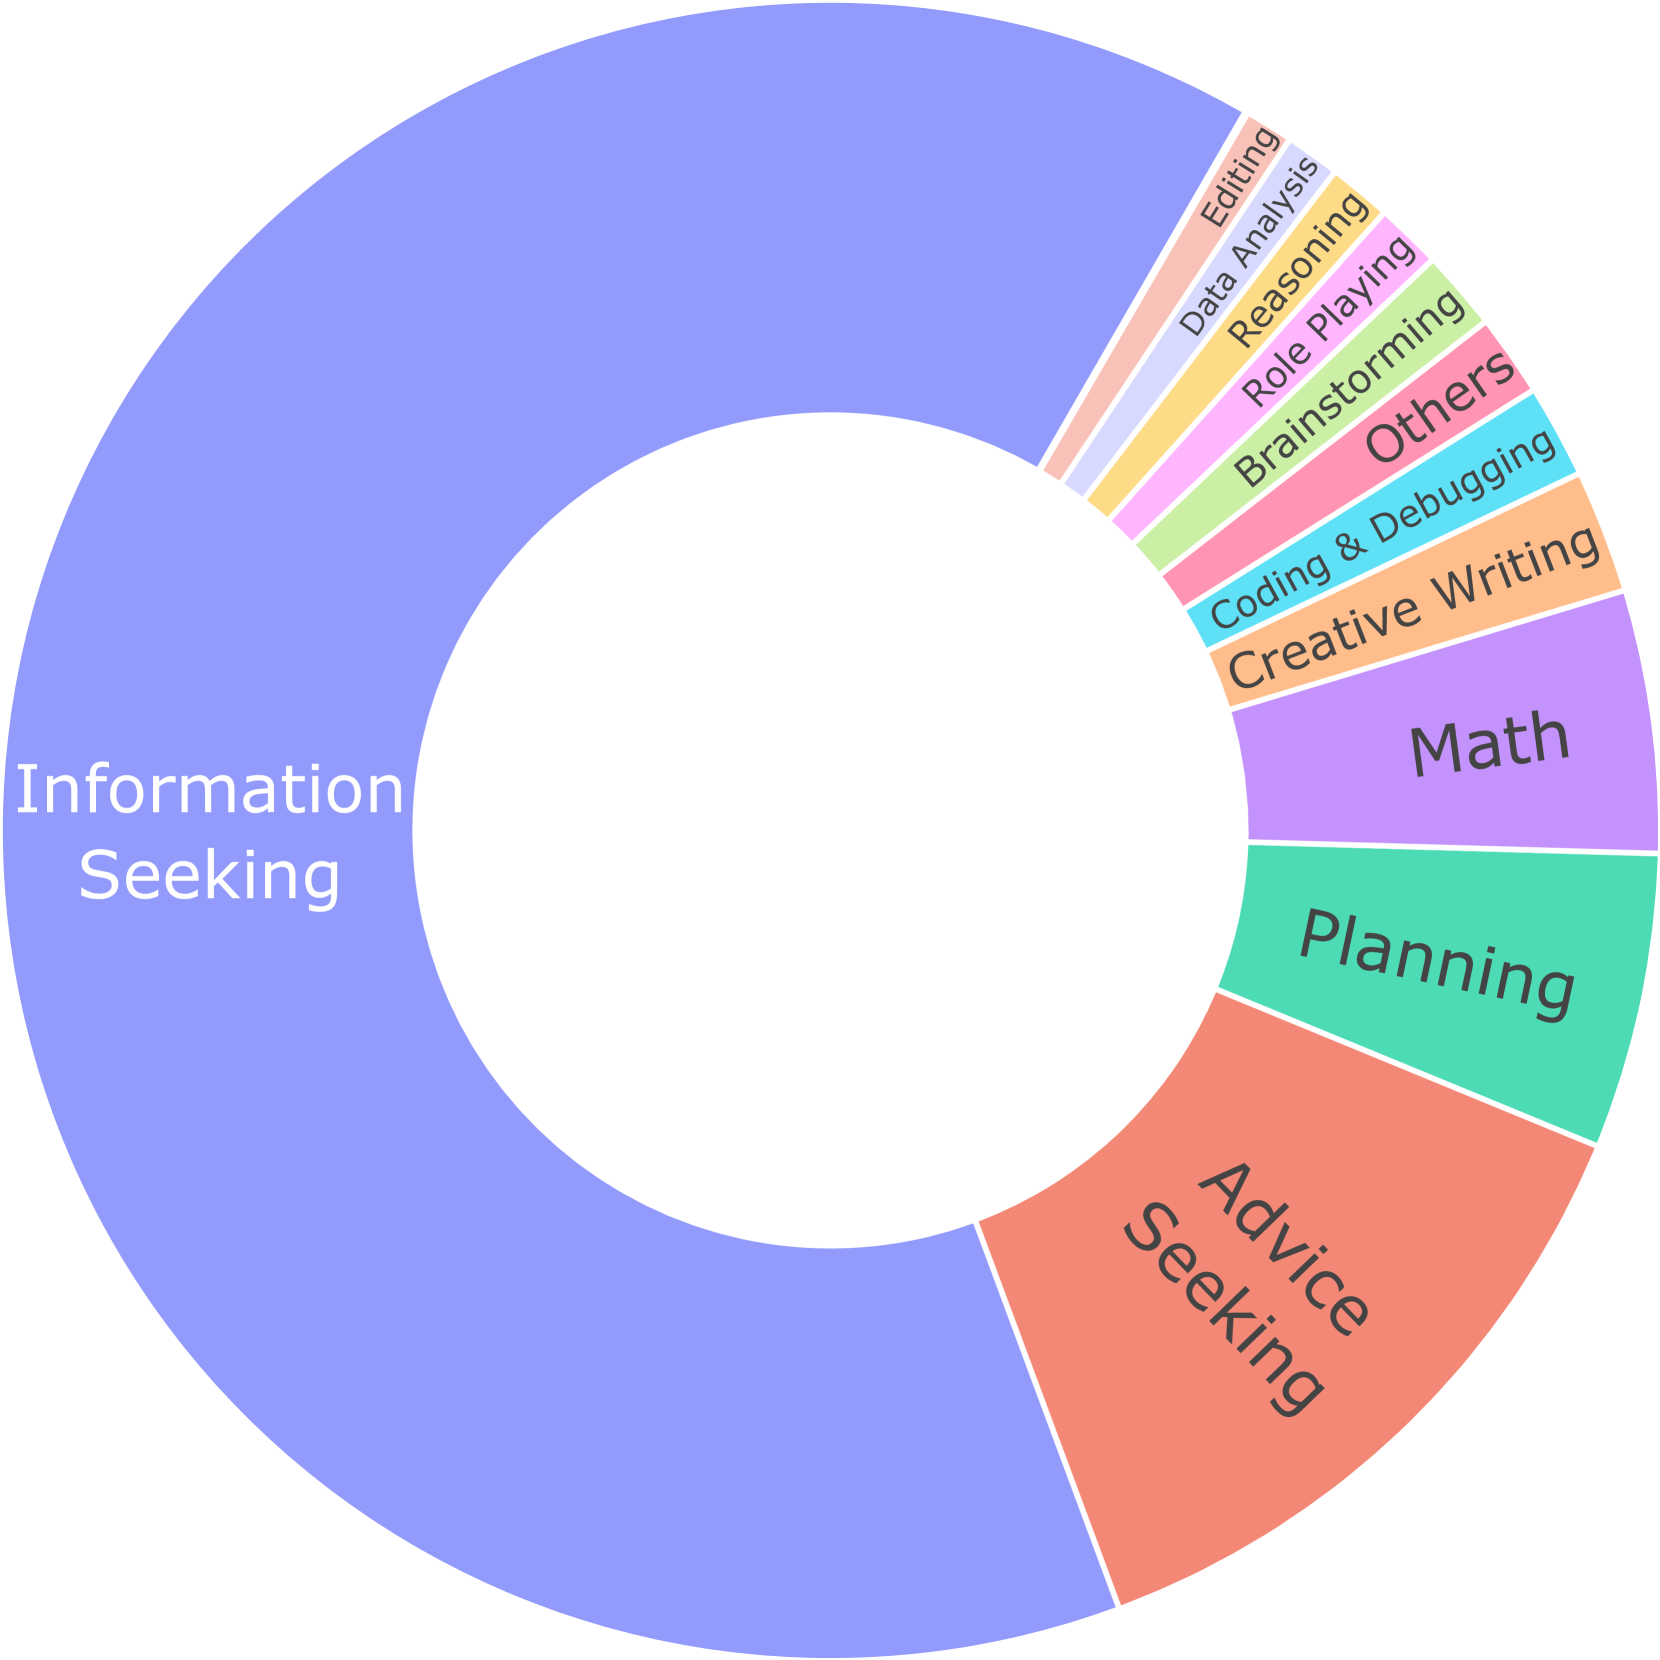 Information
Seeking
Editing
Data Analysis
Reasoning
Role Playing
Brainstorming
Others
Coding & Debugging
Creative Writing
Math
Planning
Advice
Seeking